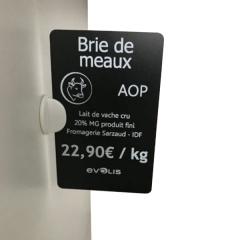 Brie de
meaux
AOP
Lait de vache cru
20% MG produit fini
Fromagerie Sarzaud - IDF
22,90€ / kg
evolis